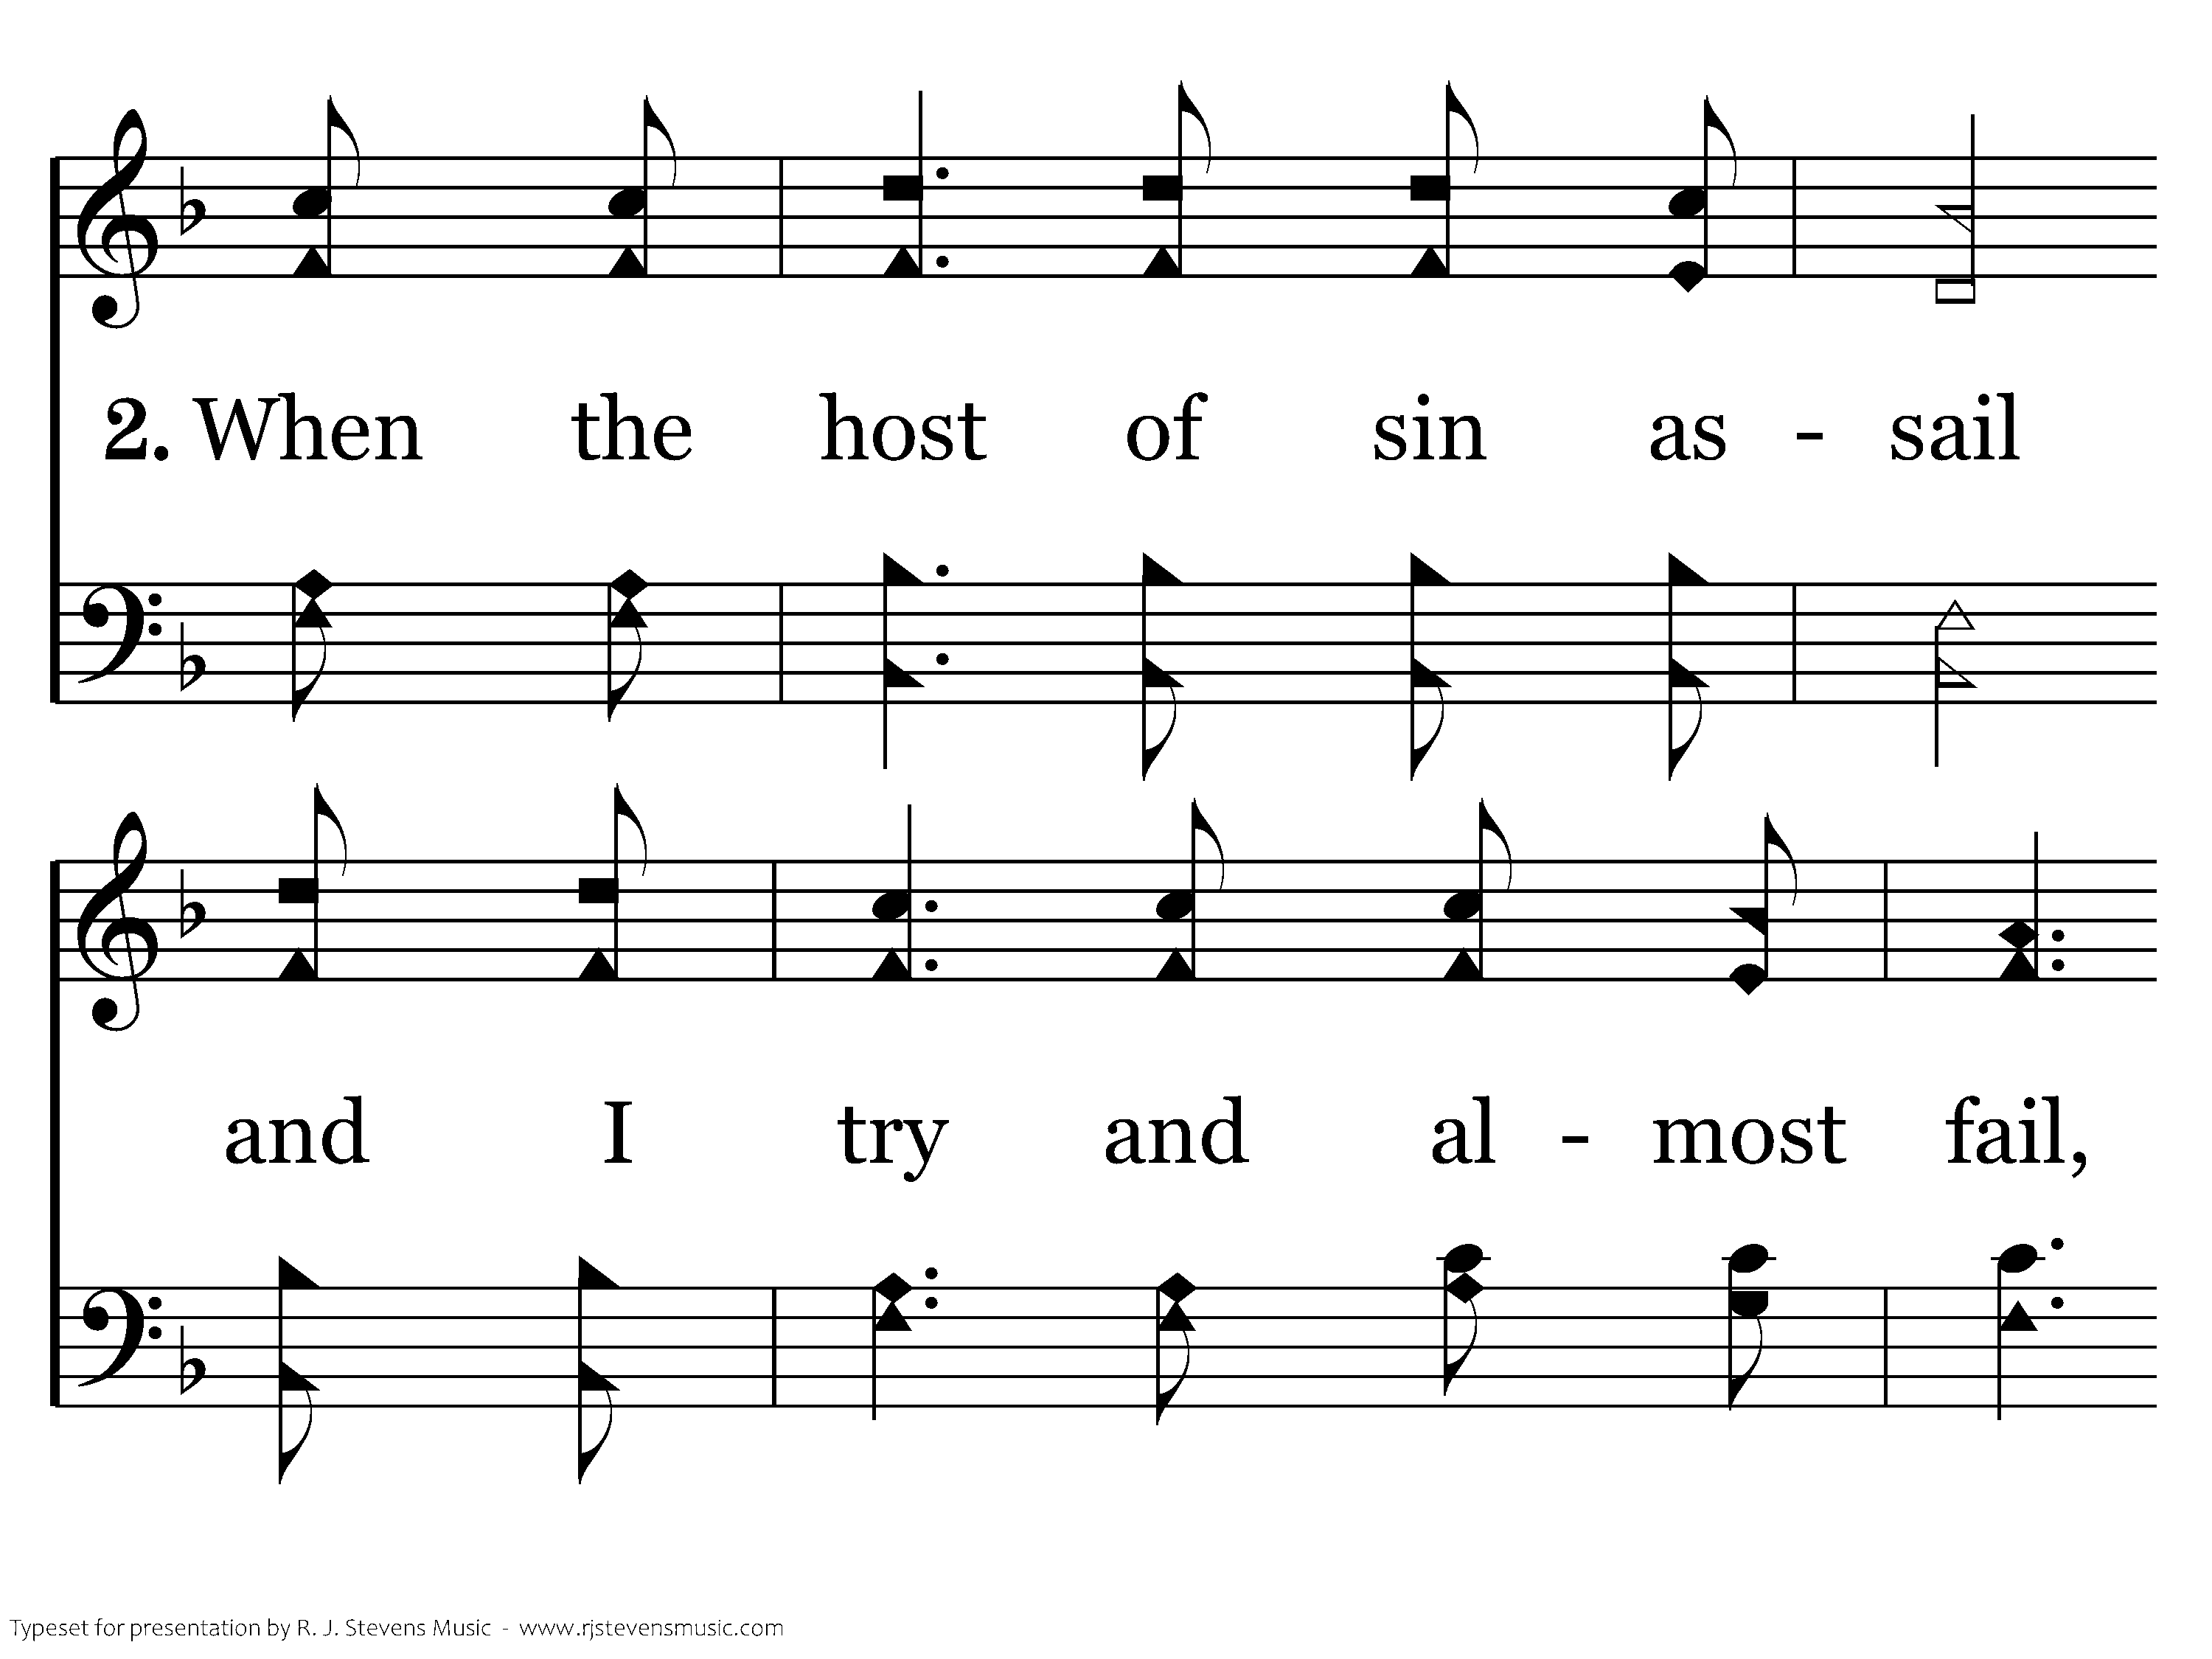 2. When the host of sin as - sail
and I try and al - most fail,
Typeset for presentation by R. J. Stevens Music - www.rjstevensmusic.com